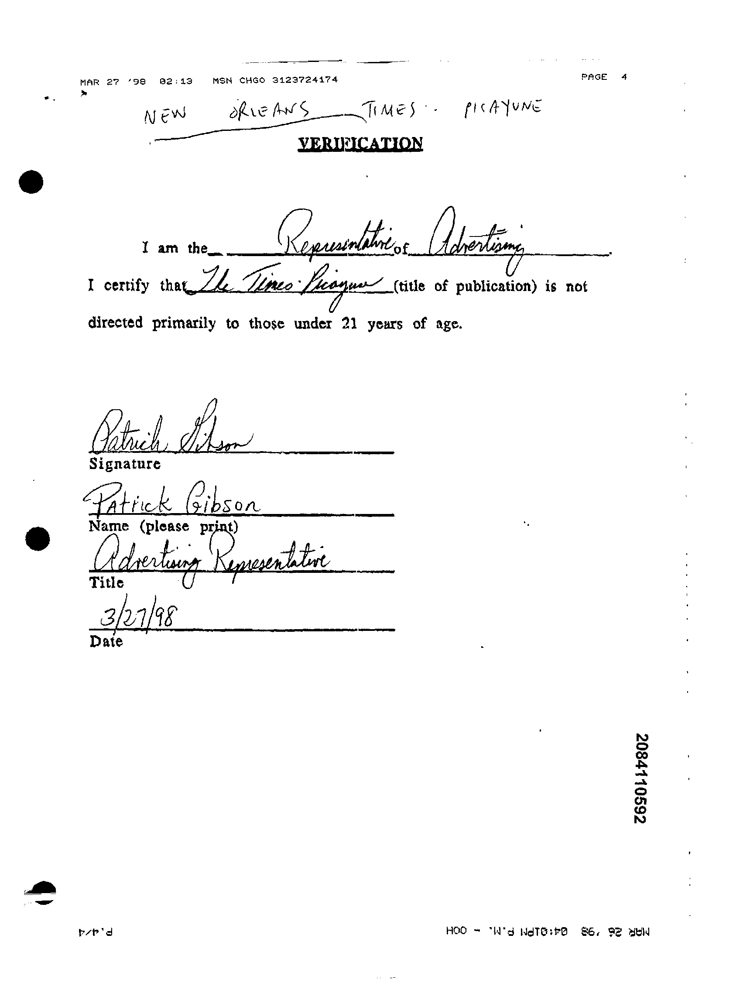 MAR 27 '98 02:13 MSN CHGO 3123724174 PAGE 4
NEW ORLEANS TIMES - PICAYUNE
VERIFICATION
I am the Representative of Advertising.
I certify that The Times-Picayune (title of publication) is not
directed primarily to those under 21 years of age.
Patrick Gibson
Signature
Patrick Gibson
Name (please print)
Advertising Representative
Title
3/27/98
Date
2084110592
MAR 26 '98 04:01PM P.M. - OOH P.4/4